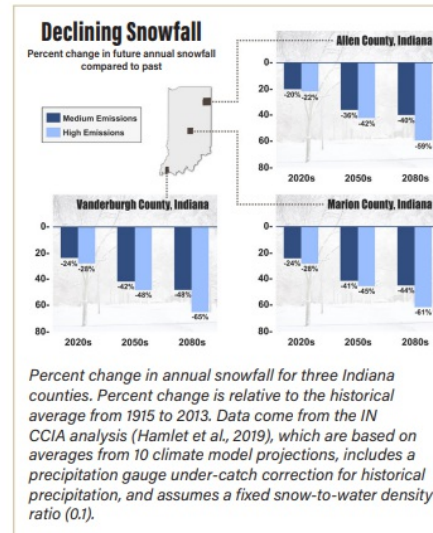 Declining Snowfall
Percent change in future annual snowfall
compared to past
Medium Emissions
High Emissions
Allen County, Indiana
0-
20-
40-
60-
80-
-20%
-22%
-36%
-42%
-40%
-59%
2020s
2050s
2080s
Vanderburgh County, Indiana
0-
20-
40-
60-
80-
-24%
-28%
-42%
-48%
-48%
-65%
2020s
2050s
2080s
Marion County, Indiana
0-
20-
40-
60-
80-
-24%
-28%
-41%
-45%
-44%
-61%
2020s
2050s
2080s
Percent change in annual snowfall for three Indiana
counties. Percent change is relative to the historical
average from 1915 to 2013. Data come from the IN
CCIA analysis (Hamlet et al., 2019), which are based on
averages from 10 climate model projections, includes a
precipitation gauge under-catch correction for historical
precipitation, and assumes a fixed snow-to-water density
ratio (0.1).